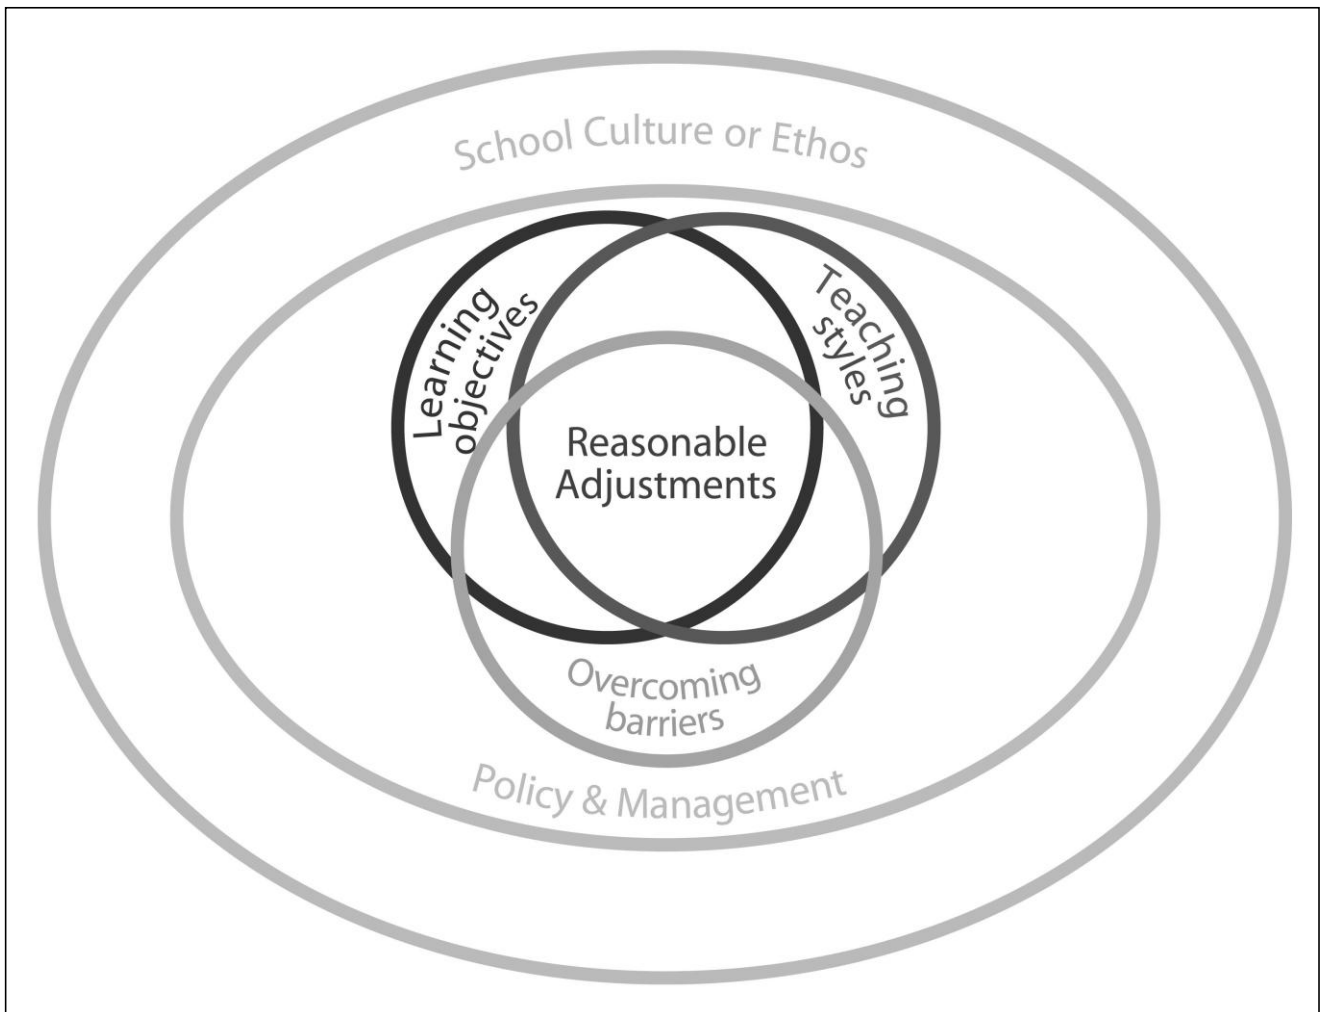 School Culture or Ethos
Learning
objectives
Teaching
styles
Reasonable
Adjustments
Overcoming
barriers
Policy & Management